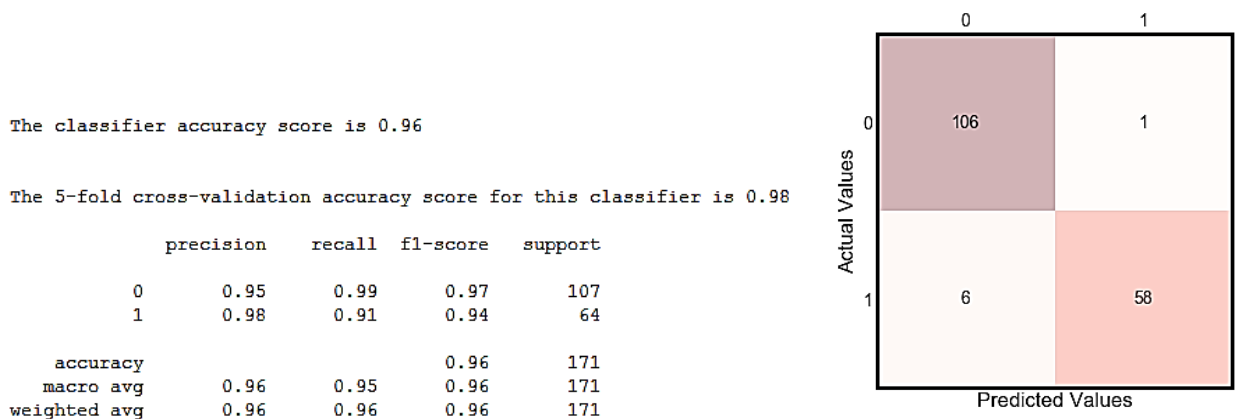 The classifier accuracy score is 0.96
The 5-fold cross-validation accuracy score for this classifier is 0.98
precision recall f1-score support
0 0.95 0.99 0.97 107
1 0.98 0.91 0.94 64
accuracy 0.96 171
macro avg 0.96 0.95 0.96 171
weighted avg 0.96 0.96 0.96 171
0 1
Actual Values
0 106 1
1 6 58
Predicted Values